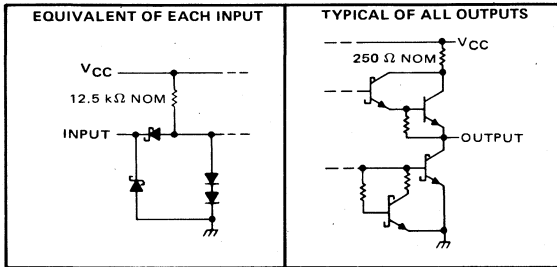 EQUIVALENT OF EACH INPUT
VCC
12.5 kΩ NOM
INPUT
TYPICAL OF ALL OUTPUTS
VCC
250 Ω NOM
OUTPUT